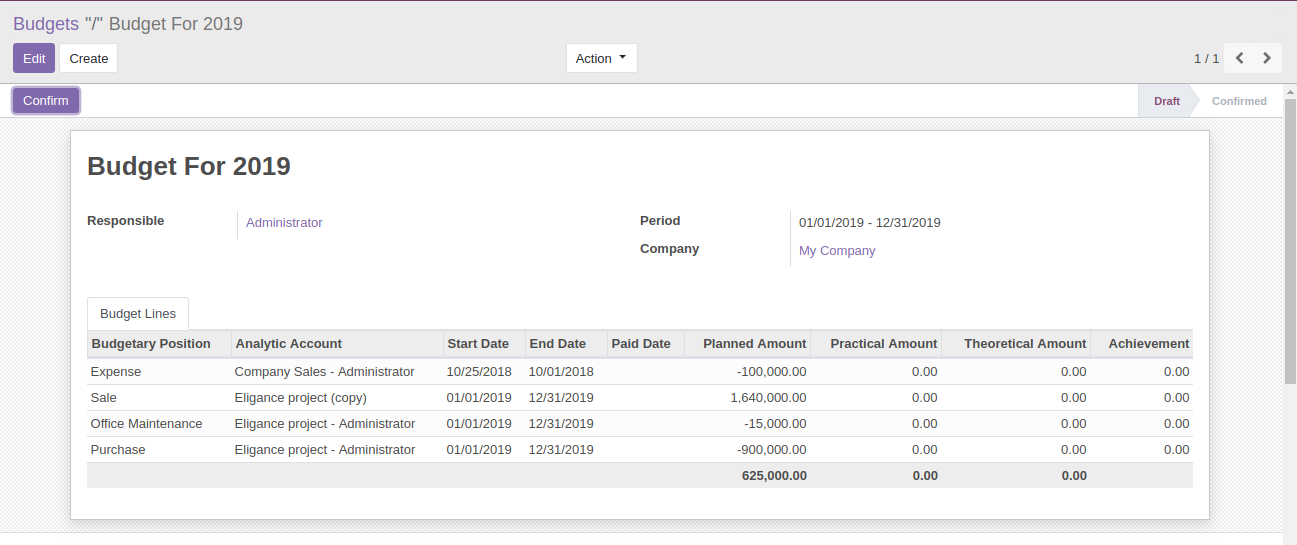 Budgets "/" Budget For 2019
Edit Create Action 1 / 1
Confirm Draft Confirmed
Budget For 2019
Responsible Administrator Period 01/01/2019 - 12/31/2019
Company My Company
Budget Lines
Budgetary Position Analytic Account Start Date End Date Paid Date Planned Amount Practical Amount Theoretical Amount Achievement
Expense Company Sales - Administrator 10/25/2018 10/01/2018 -100,000.00 0.00 0.00 0.00
Sale Eligance project (copy) 01/01/2019 12/31/2019 1,640,000.00 0.00 0.00 0.00
Office Maintenance Eligance project - Administrator 01/01/2019 12/31/2019 -15,000.00 0.00 0.00 0.00
Purchase Eligance project - Administrator 01/01/2019 12/31/2019 -900,000.00 0.00 0.00 0.00
625,000.00 0.00 0.00